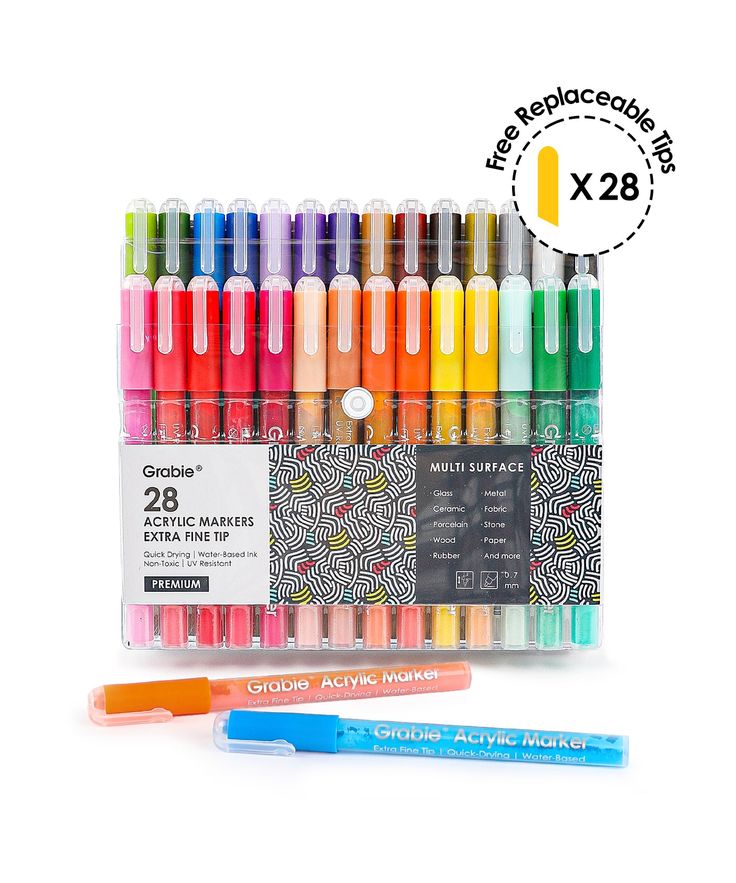 Free Replaceable Tips
X 28
Grabie®
28
ACRYLIC MARKERS
EXTRA FINE TIP
Quick Drying | Water-Based Ink
Non-Toxic | UV Resistant
PREMIUM
MULTI SURFACE
· Glass
· Ceramic
· Porcelain
· Wood
· Rubber
· Metal
· Fabric
· Stone
· Paper
· And more
0.7
mm
Grabie™ Acrylic Marker
Extra Fine Tip | Quick-Drying | Water-Based
Grabie™ Acrylic Marker
Extra Fine Tip | Quick-Drying | Water-Based